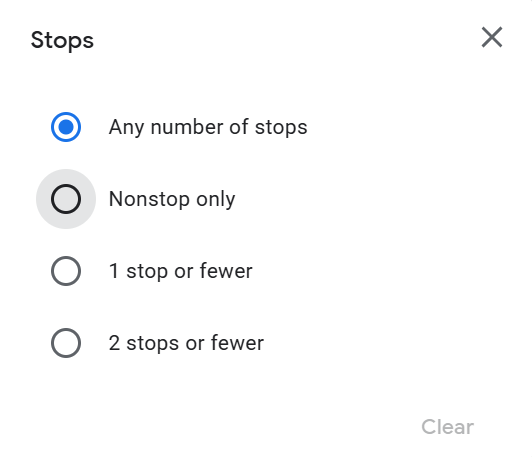 Stops
Any number of stops
Nonstop only
1 stop or fewer
2 stops or fewer
Clear